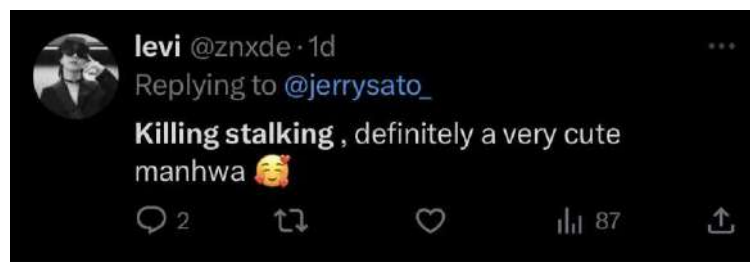 levi @znxde · 1d
Replying to @jerrysato_
Killing stalking , definitely a very cute
manhwa 🥰
2 87